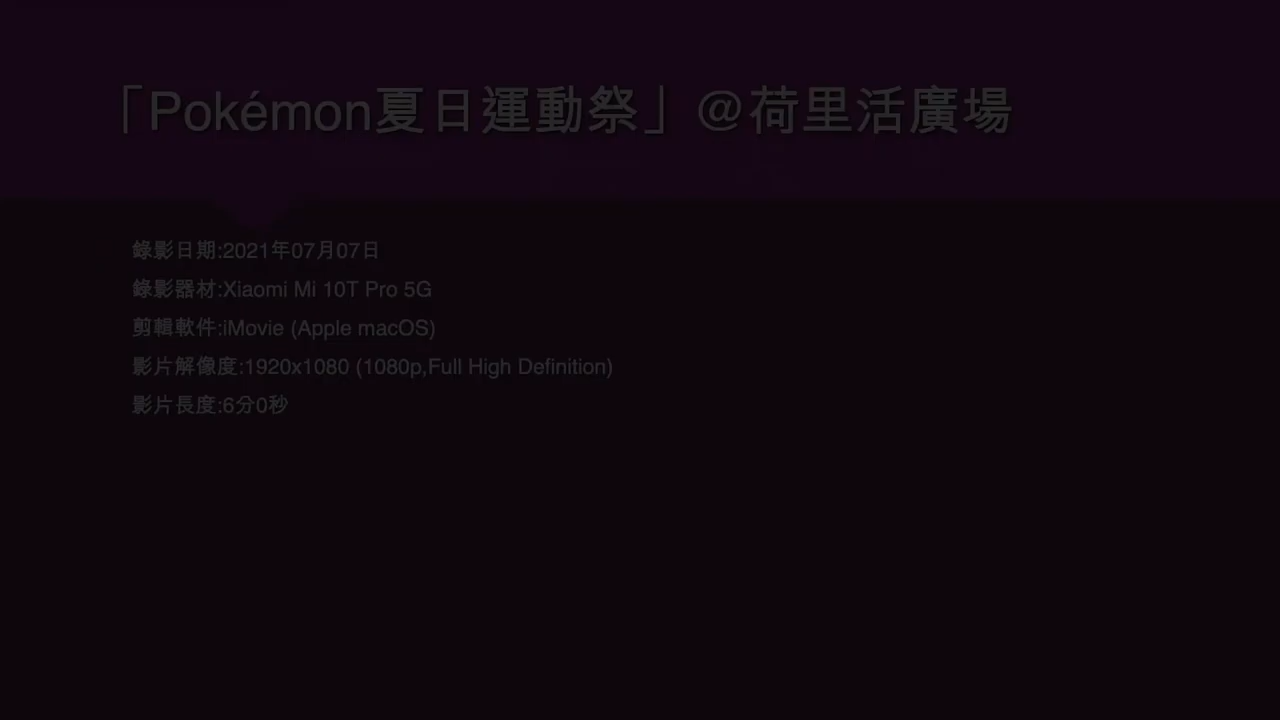 「Pokémon夏日運動祭」@荷里活廣場
錄影日期:2021年07月07日
錄影器材:Xiaomi Mi 10T Pro 5G
剪輯軟件:iMovie (Apple macOS)
影片解像度:1920x1080 (1080p,Full High Definition)
影片長度:6分0秒